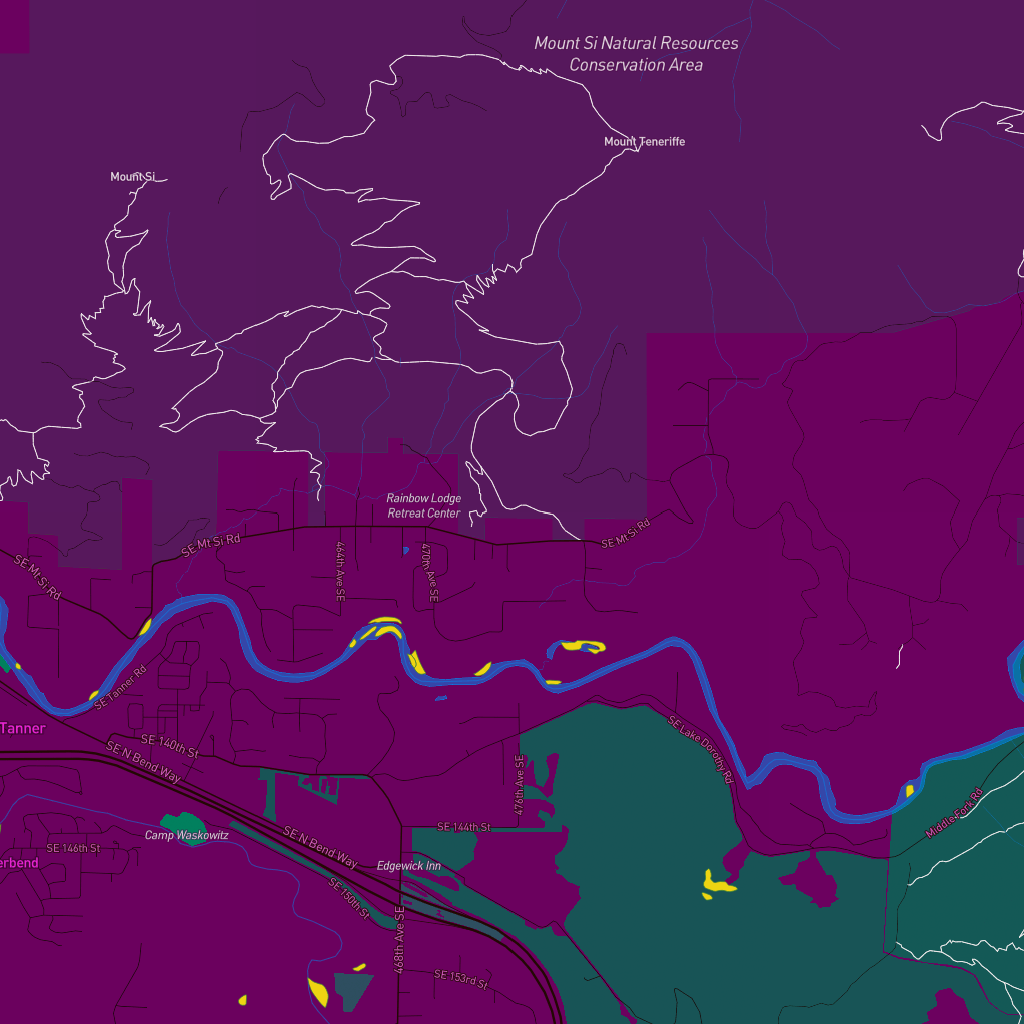 Mount Si Natural Resources
Conservation Area
Mount Teneriffe
Mount Si
Rainbow Lodge
Retreat Center
SE Mt Si Rd
SE Mt Si Rd
SE Mt Si Rd
464th Ave SE
470th Ave SE
SE Tanner Rd
Tanner
SE 140th St
SE N Bend Way
SE Lake Dorothy Rd
476th Ave SE
Middle Fork Rd
Camp Waskowitz
SE 144th St
SE N Bend Way
SE 146th St
erbend
Edgewick Inn
SE 150th St
468th Ave SE
SE 153rd St